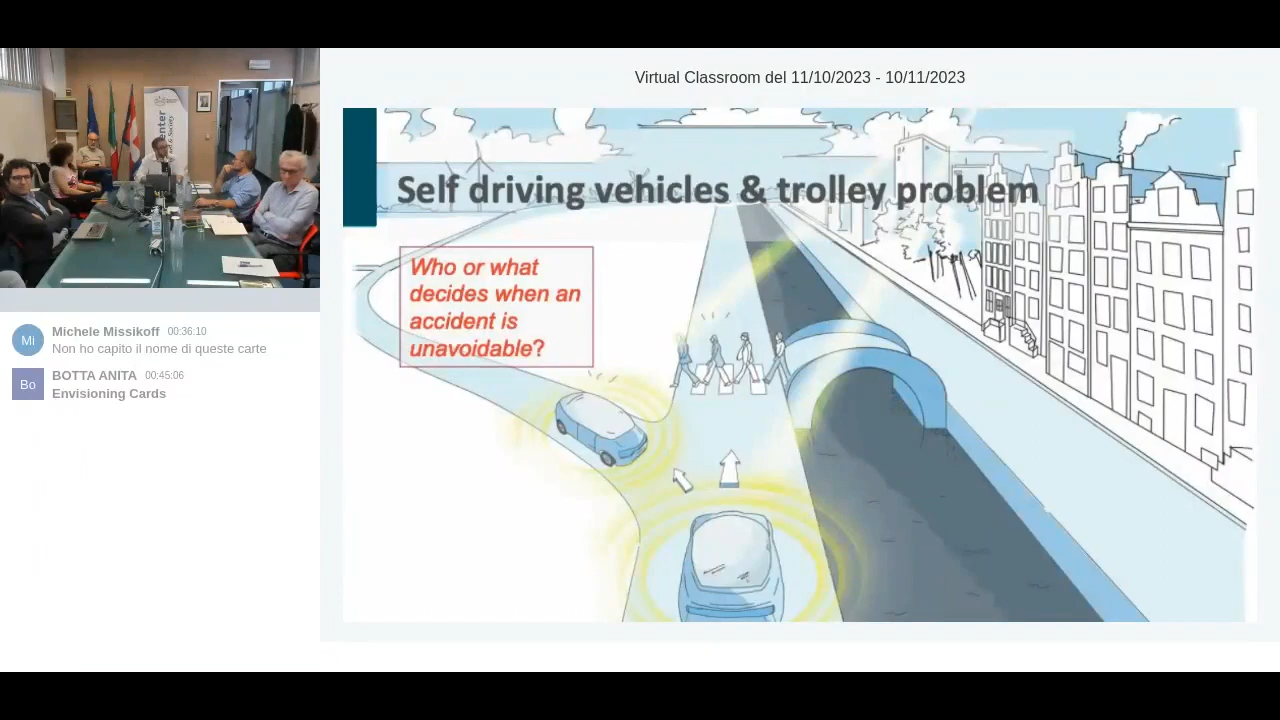 Virtual Classroom del 11/10/2023 - 10/11/2023
Self driving vehicles & trolley problem
Who or what
decides when an
accident is
unavoidable?
Mi
Michele Missikoff 00:36:10
Non ho capito il nome di queste carte
Bo
BOTTA ANITA 00:45:06
Envisioning Cards